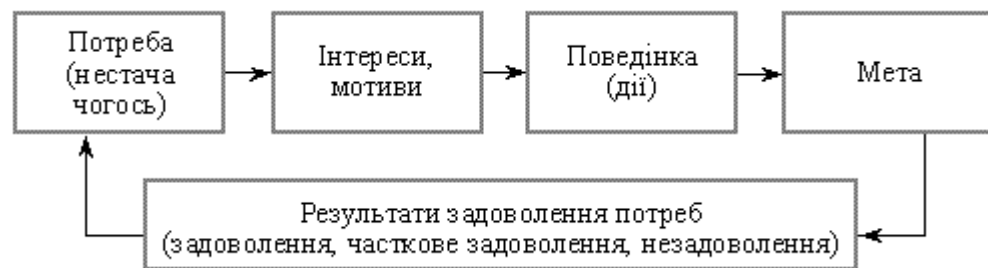 Потреба
(нестача
чогось)
Інтереси,
мотиви
Поведінка
(дії)
Мета
Результати задоволення потреб
(задоволення, часткове задоволення, незадоволення)